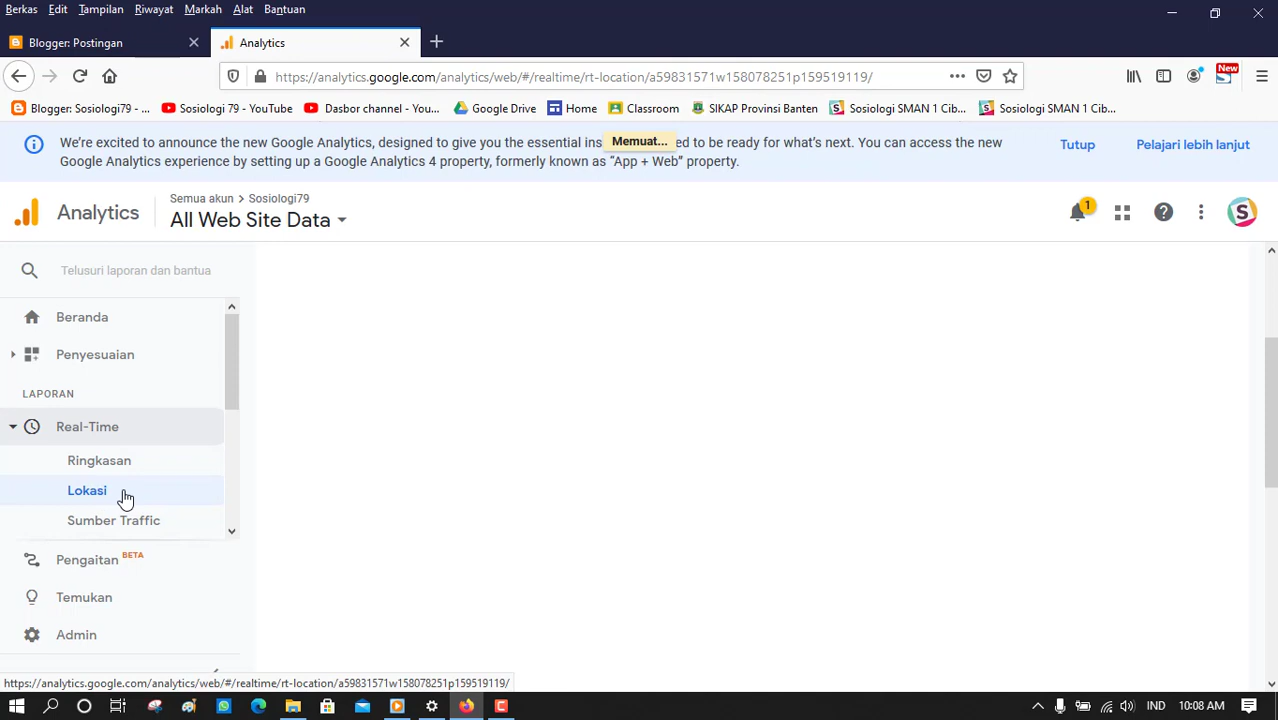 Berkas Edit Tampilan Riwayat Markah Alat Bantuan
Blogger: Postingan
Analytics
https://analytics.google.com/analytics/web/#/realtime/rt-location/a59831571w158078251p159519119/
New
Blogger: Sosiologi79 - ...
Sosiologi 79 - YouTube
Dasbor channel - You...
Google Drive
Home
Classroom
SIKAP Provinsi Banten
Sosiologi SMAN 1 Cib...
Sosiologi SMAN 1 Cib...
We're excited to announce the new Google Analytics, designed to give you the essential ins Memuat... ed to be ready for what's next. You can access the new
Google Analytics experience by setting up a Google Analytics 4 property, formerly known as “App + Web” property.
Tutup
Pelajari lebih lanjut
Analytics
Semua akun > Sosiologi79
All Web Site Data
1
Telusuri laporan dan bantua
Beranda
Penyesuaian
LAPORAN
Real-Time
Ringkasan
Lokasi
Sumber Traffic
Pengaitan BETA
Temukan
Admin
https://analytics.google.com/analytics/web/#/realtime/rt-location/a59831571w158078251p159519119/
IND 10:08 AM